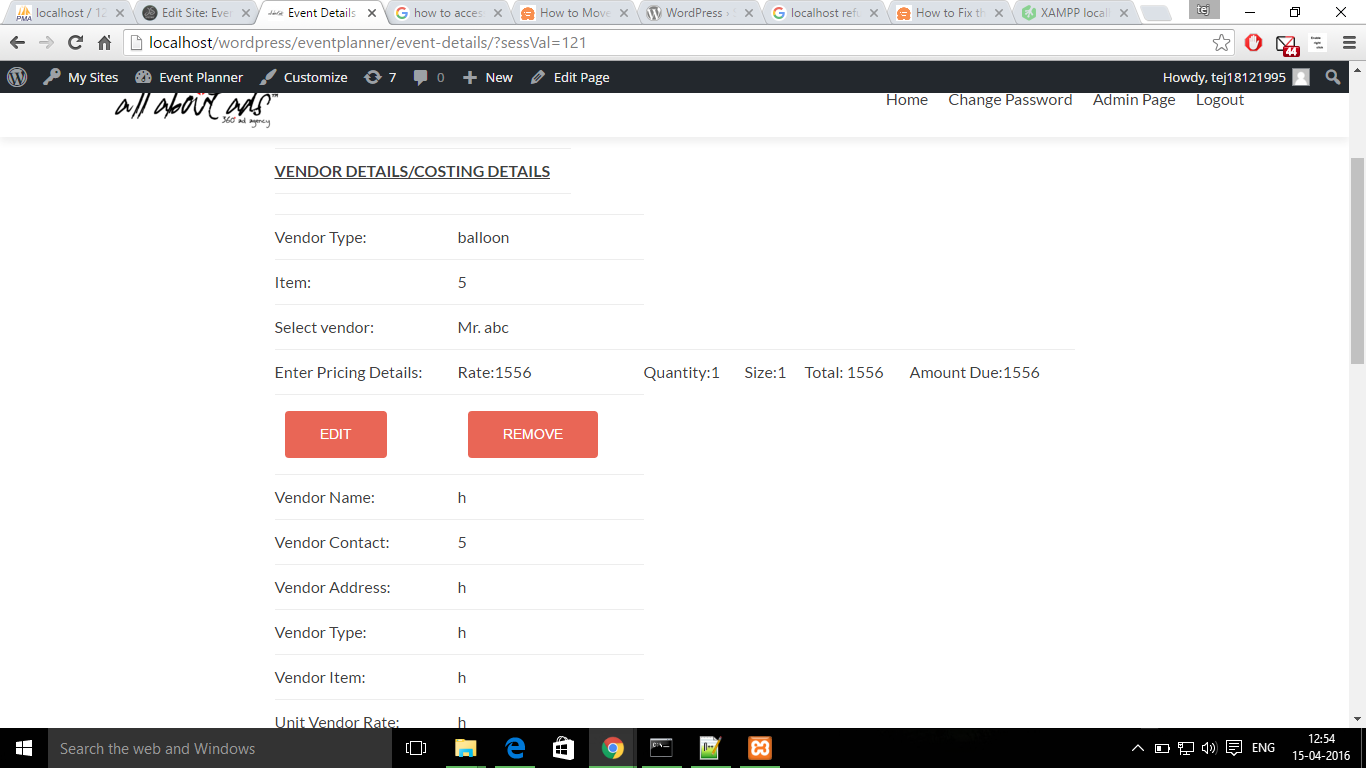 tej
localhost / 12
Edit Site: Eve
Event Details
how to acces
How to Move
WordPress ›
localhost refu
How to Fix th
XAMPP locall
localhost/wordpress/eventplanner/event-details/?sessVal=121
44
My Sites Event Planner Customize 7 0 New Edit Page Howdy, tej18121995
all about ads™
360° ad agency
Home Change Password Admin Page Logout
VENDOR DETAILS/COSTING DETAILS
Vendor Type: balloon
Item: 5
Select vendor: Mr. abc
Enter Pricing Details: Rate:1556 Quantity:1 Size:1 Total: 1556 Amount Due:1556
EDIT REMOVE
Vendor Name: h
Vendor Contact: 5
Vendor Address: h
Vendor Type: h
Vendor Item: h
Unit Vendor Rate: h
Search the web and Windows
ENG
12:54
15-04-2016